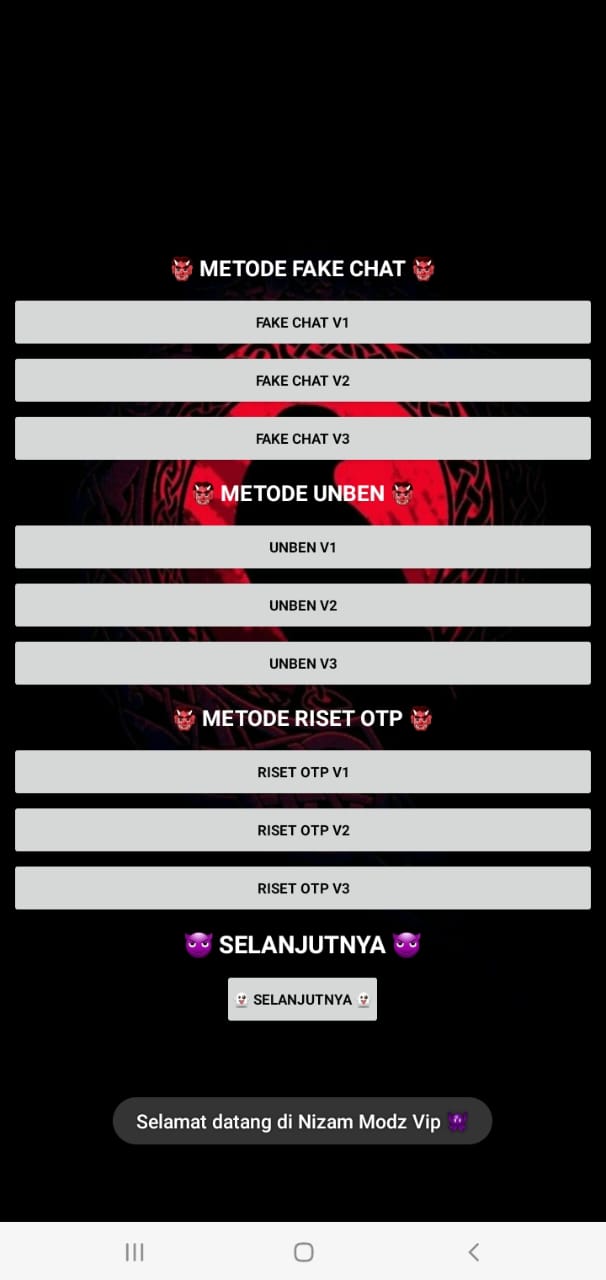 👹 METODE FAKE CHAT 👹
FAKE CHAT V1
FAKE CHAT V2
FAKE CHAT V3
👹 METODE UNBEN 👹
UNBEN V1
UNBEN V2
UNBEN V3
👹 METODE RISET OTP 👹
RISET OTP V1
RISET OTP V2
RISET OTP V3
😈 SELANJUTNYA 😈
👻 SELANJUTNYA 👻
Selamat datang di Nizam Modz Vip